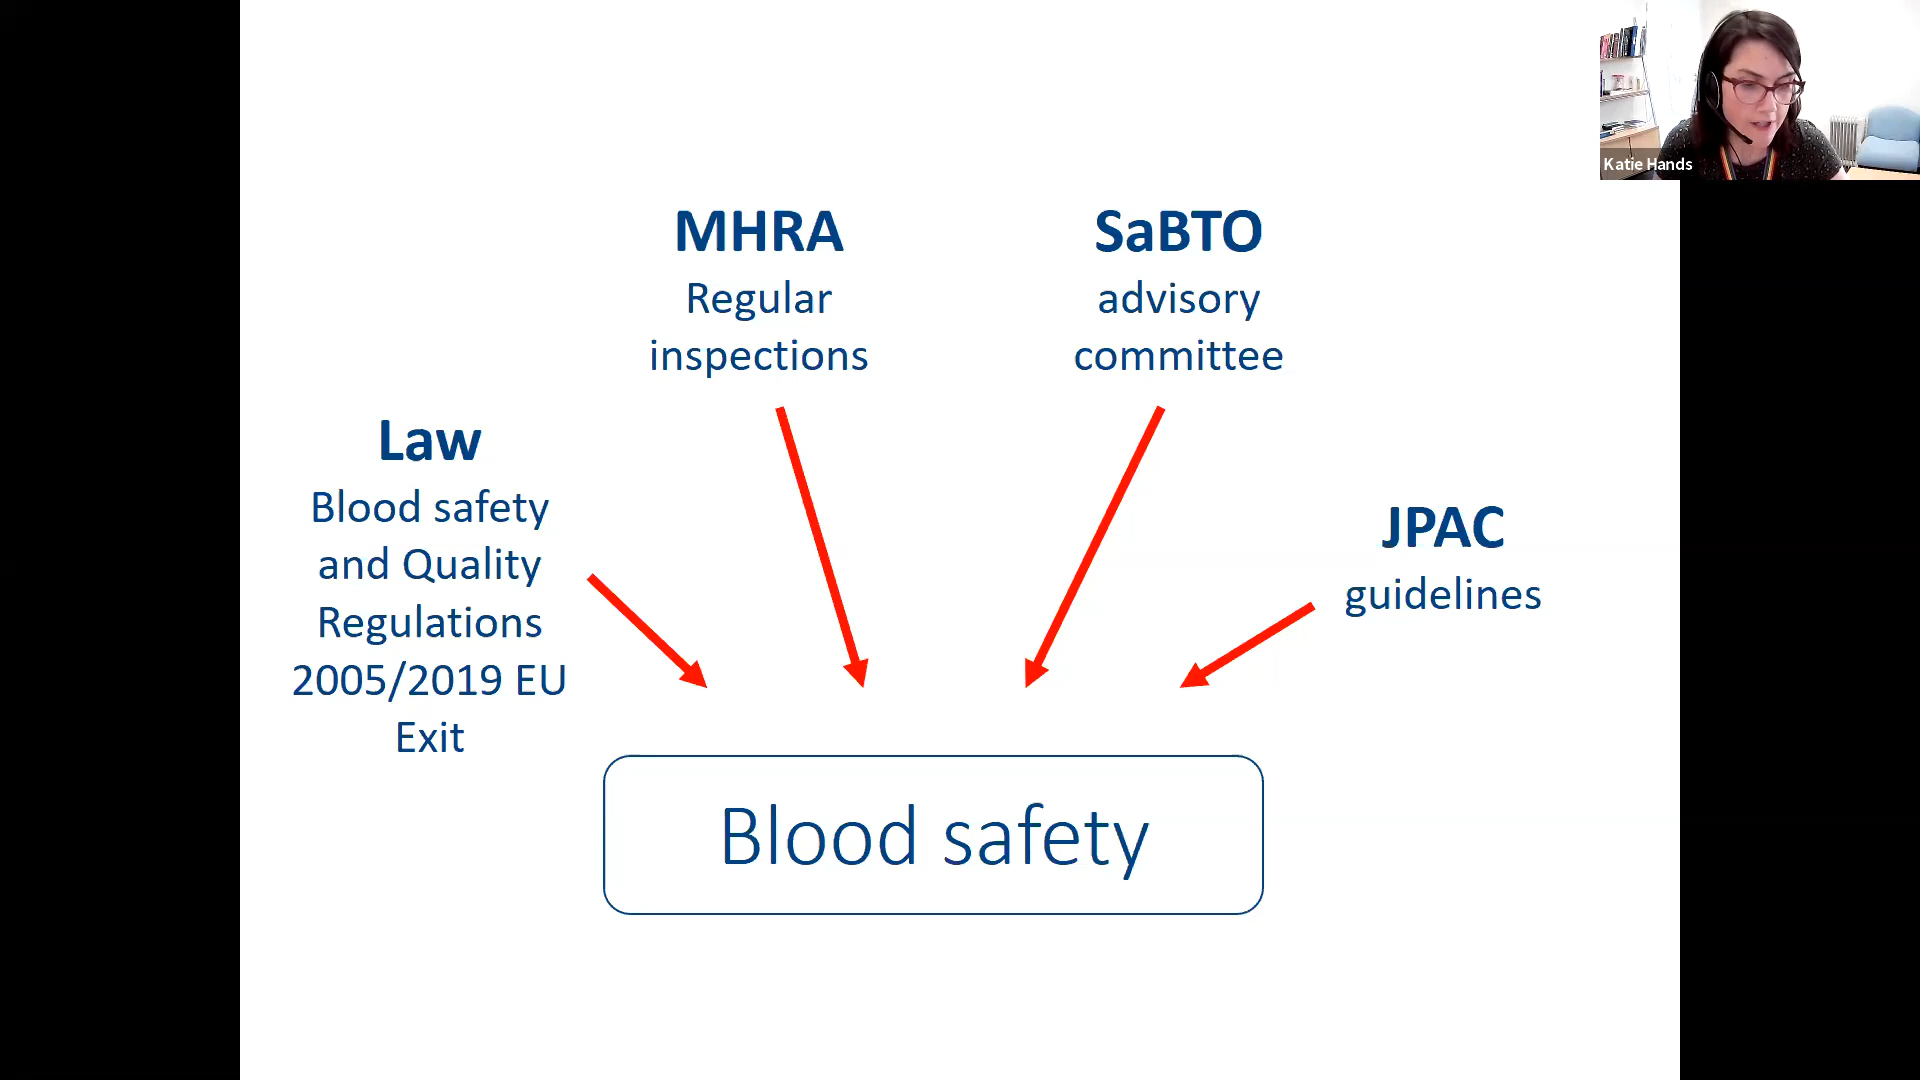 MHRA
Regular
inspections
SaBTO
advisory
committee
Law
Blood safety
and Quality
Regulations
2005/2019 EU
Exit
JPAC
guidelines
Blood safety
Katie Hands